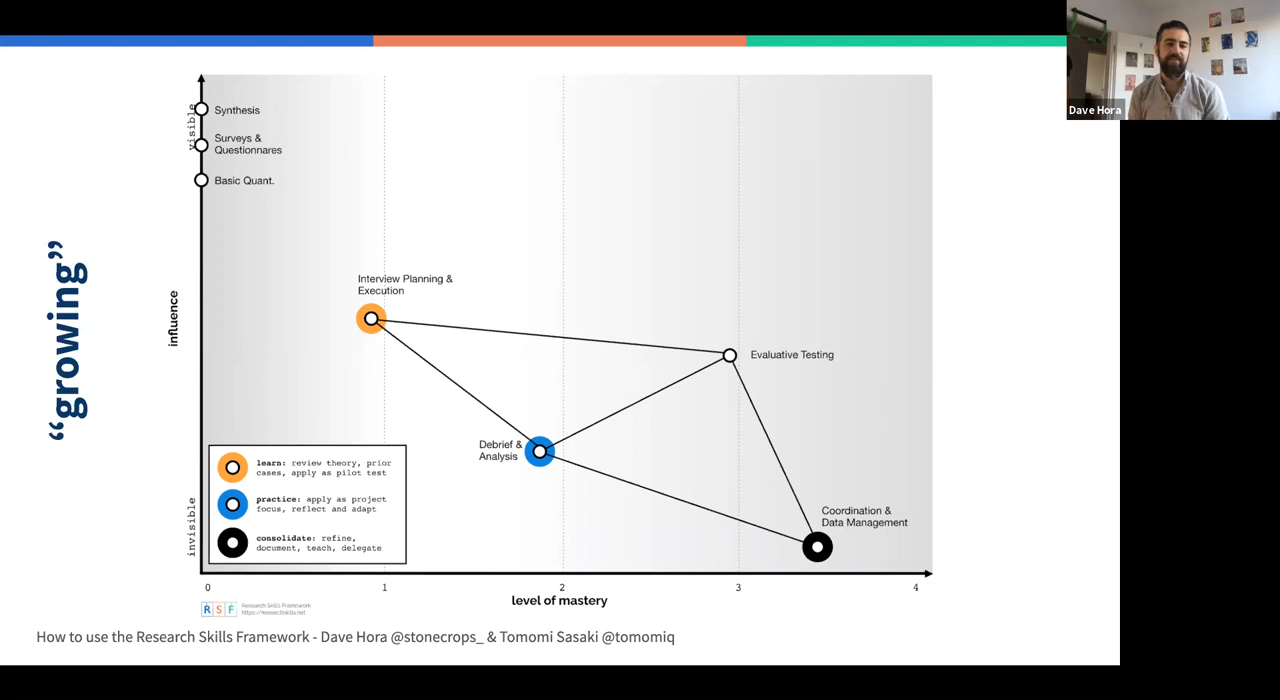 Dave Hora
“growing”
influence
visible
invisible
Synthesis
Surveys &
Questionnares
Basic Quant.
Interview Planning &
Execution
Evaluative Testing
Debrief &
Analysis
Coordination &
Data Management
learn: review theory, prior
cases, apply as pilot test
practice: apply as project
focus, reflect and adapt
consolidate: refine,
document, teach, delegate
0 1 2 3 4
level of mastery
R S F
Research Skills Framework
https://researchskills.net
How to use the Research Skills Framework - Dave Hora @stonecrops_ & Tomomi Sasaki @tomomiq